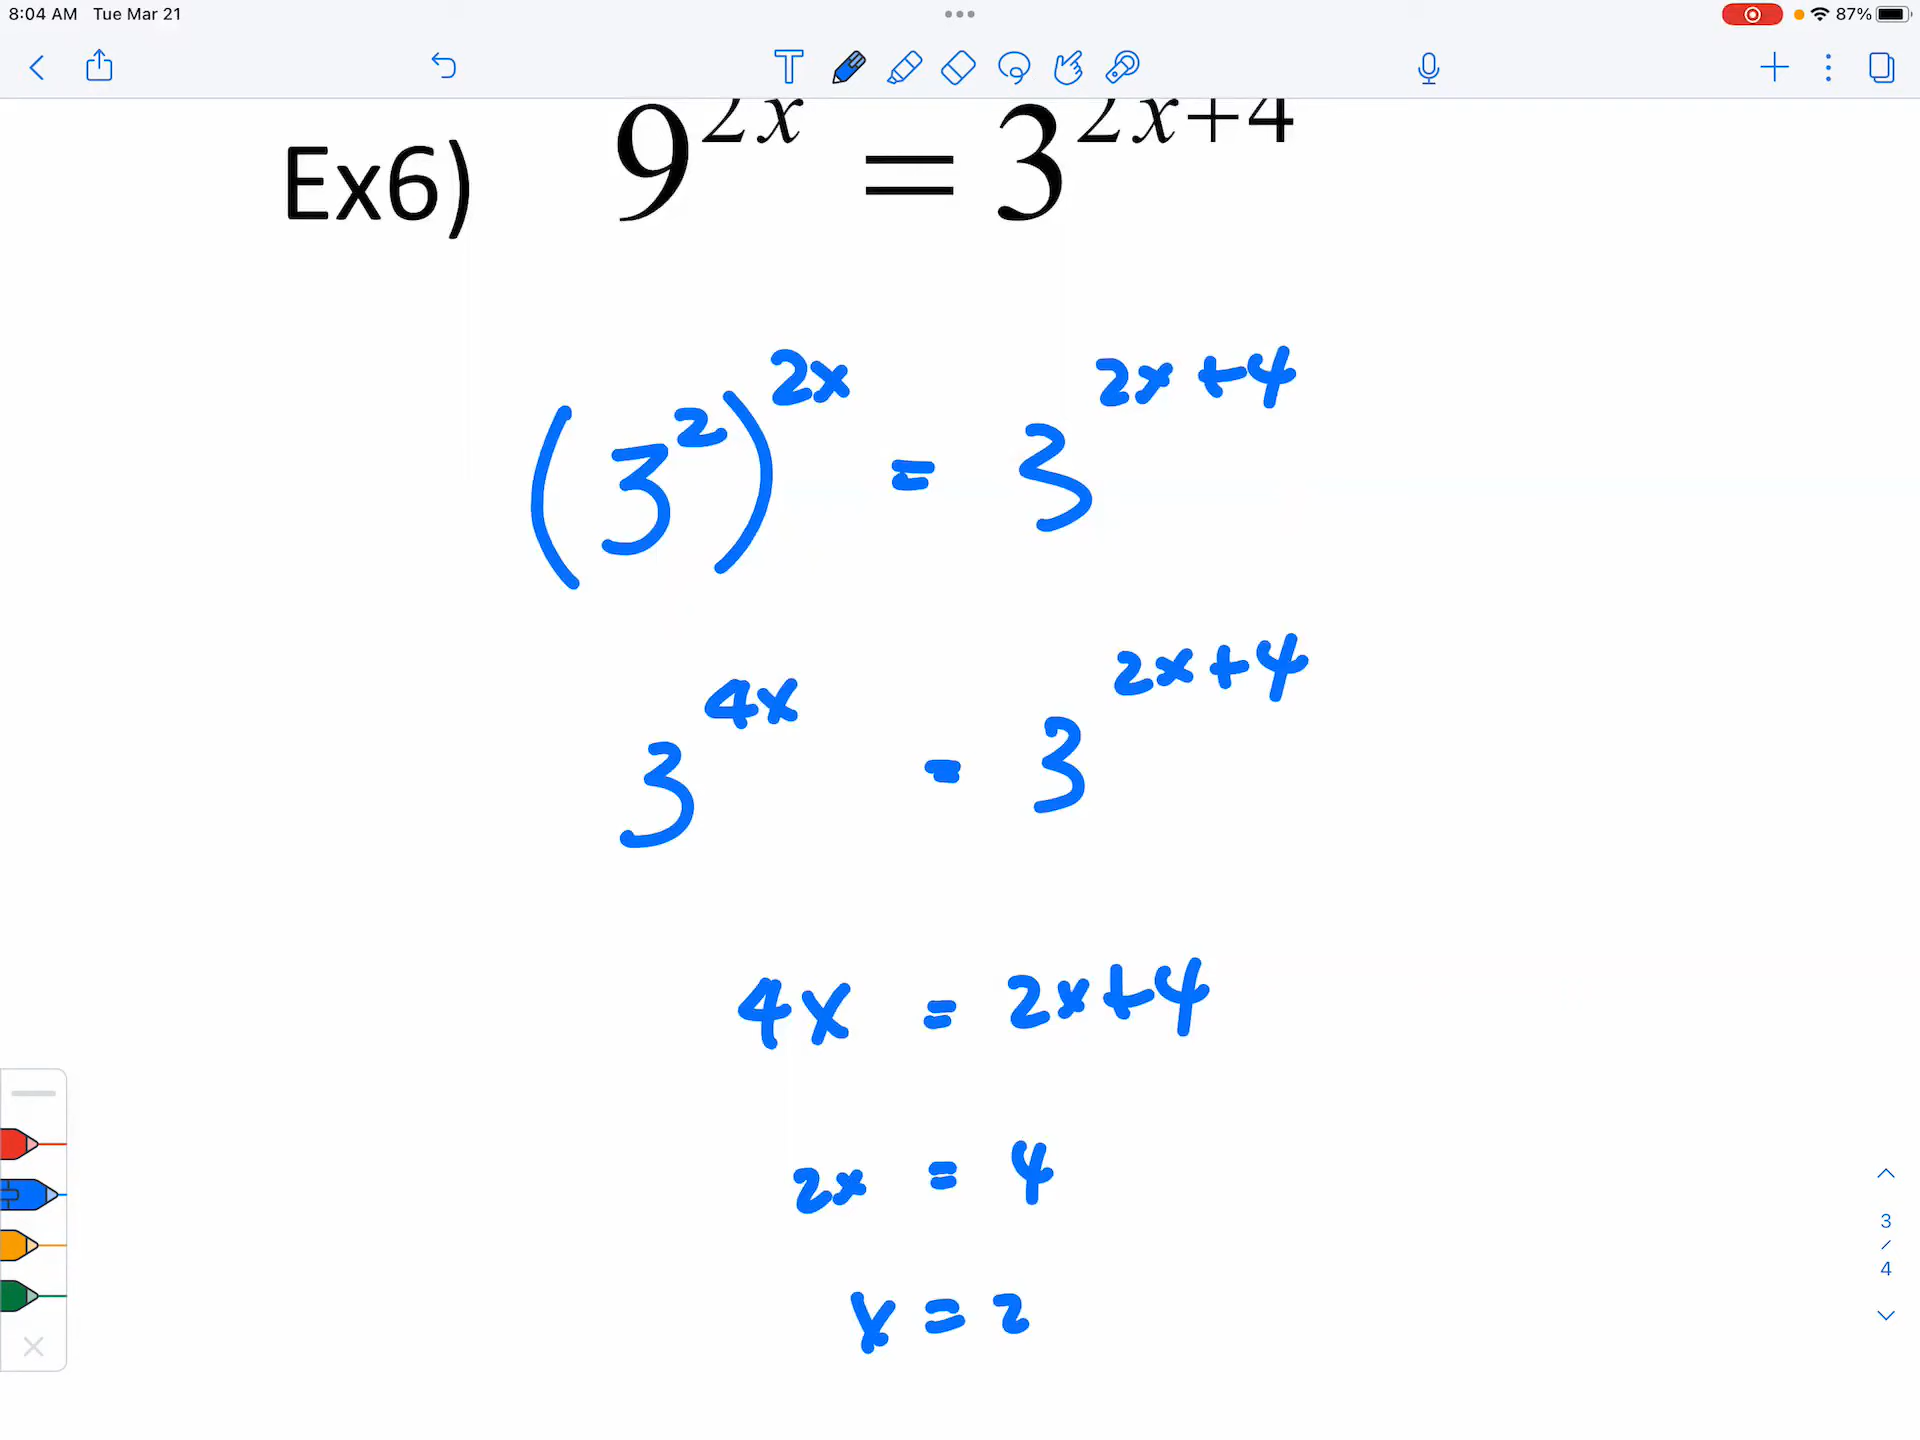 8:04 AM Tue Mar 21
87%
Ex6) 9^{2x} = 3^{2x+4}
(3^2)^{2x} = 3^{2x+4}
3^{4x} = 3^{2x+4}
4x = 2x+4
2x = 4
x = 2
3
/
4